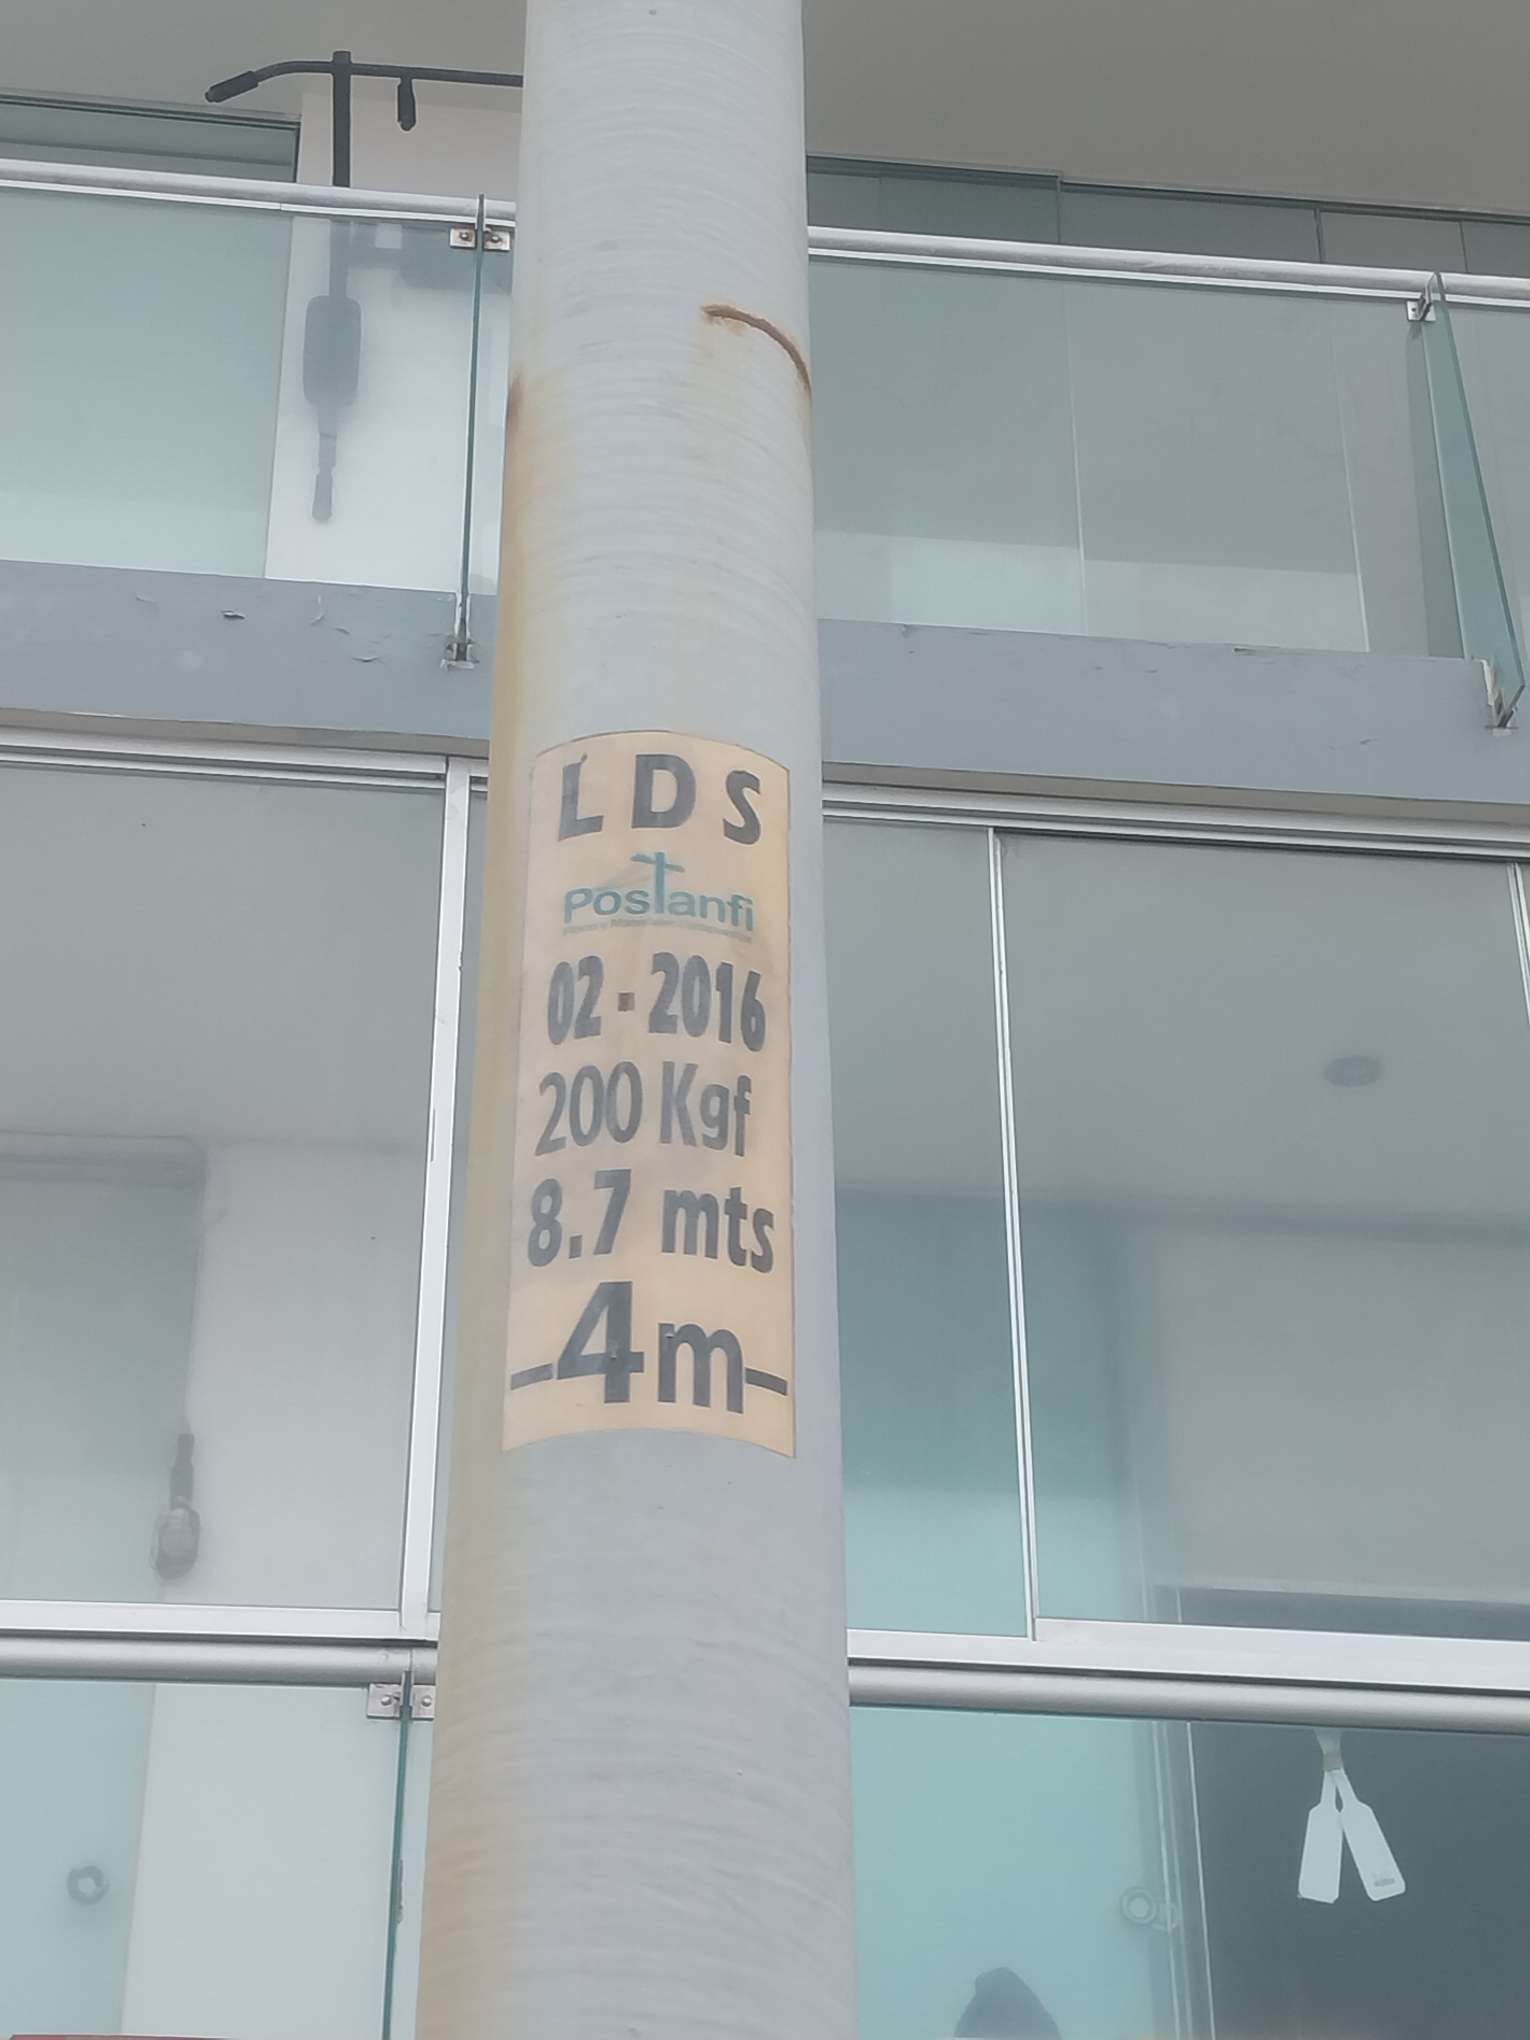 LDS
Postanfi
02-2016
200 Kgf
8.7 mts
-4m-